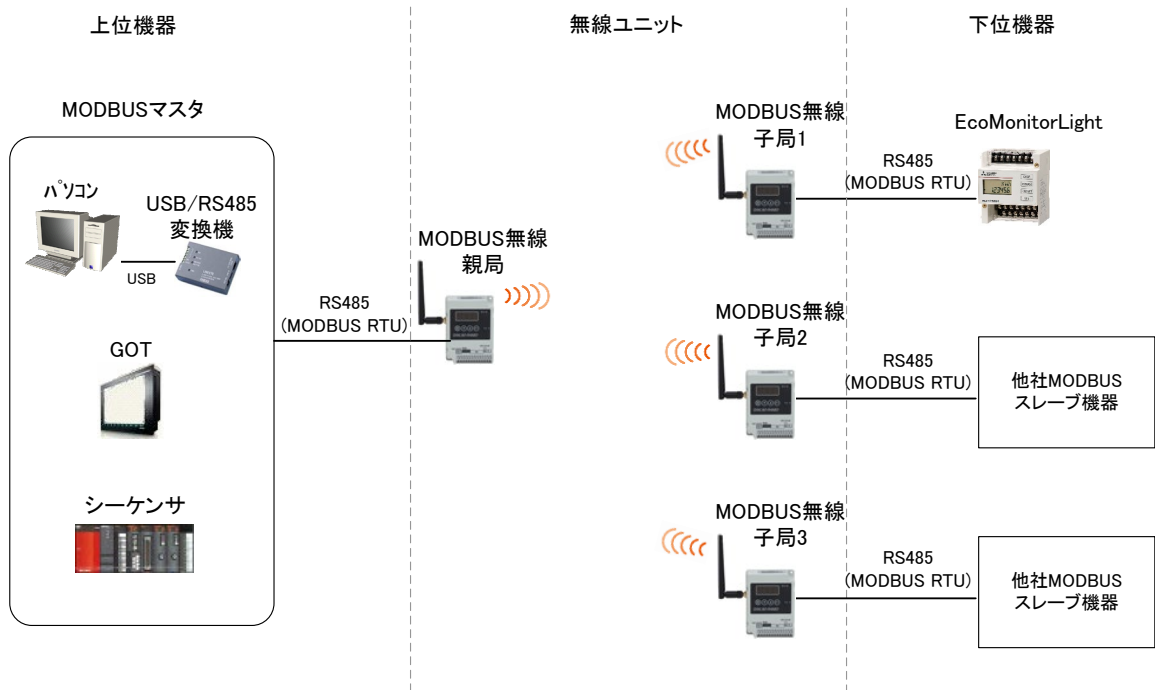 上位機器
無線ユニット
下位機器
MODBUSマスタ
パソコン
USB/RS485
変換機
USB
GOT
シーケンサ
RS485
(MODBUS RTU)
MODBUS無線
親局
MODBUS無線
子局1
RS485
(MODBUS RTU)
EcoMonitorLight
MODBUS無線
子局2
RS485
(MODBUS RTU)
他社MODBUS
スレーブ機器
MODBUS無線
子局3
RS485
(MODBUS RTU)
他社MODBUS
スレーブ機器